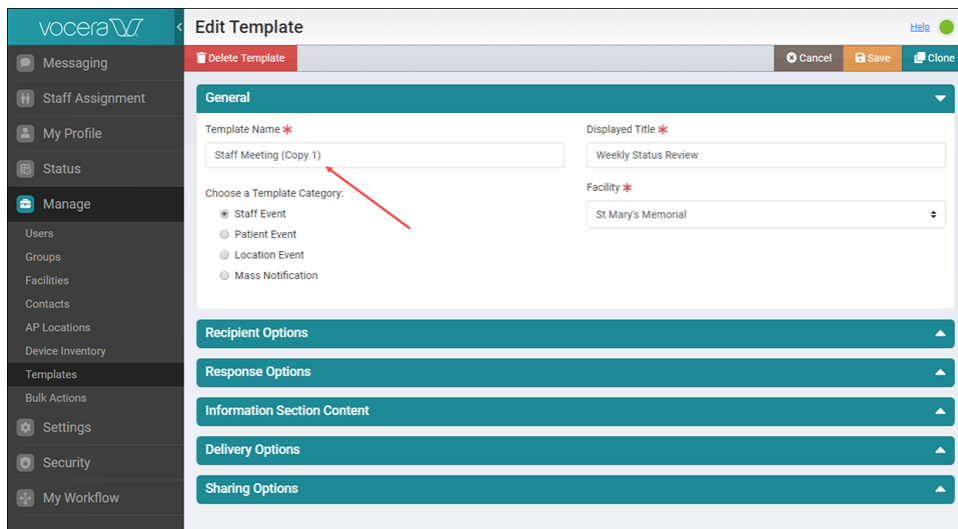 vocera
Edit Template
Help
Delete Template
Cancel
Save
Clone
Messaging
Staff Assignment
My Profile
Status
Manage
Users
Groups
Facilities
Contacts
AP Locations
Device Inventory
Templates
Bulk Actions
Settings
Security
My Workflow
General
Template Name *
Staff Meeting (Copy 1)
Displayed Title *
Weekly Status Review
Choose a Template Category:
Staff Event
Patient Event
Location Event
Mass Notification
Facility *
St Mary's Memorial
Recipient Options
Response Options
Information Section Content
Delivery Options
Sharing Options